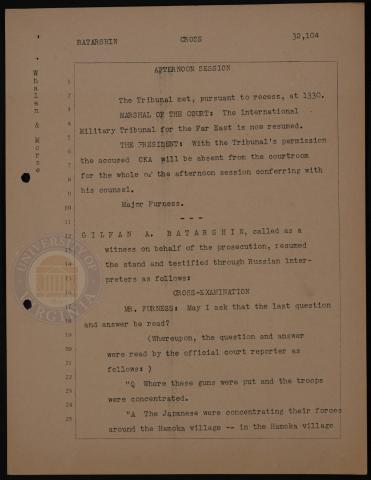 BATARSHIN CROSS 32,104
Whalen & Morse
AFTERNOON SESSION
1
2
The Tribunal met, pursuant to recess, at 1330.
3
MARSHAL OF THE COURT: The International
4
Military Tribunal for the Far East is now resumed.
5
THE PRESIDENT: With the Tribunal's permission
6
the accused OKA will be absent from the courtroom
7
for the whole of the afternoon session conferring with
8
his counsel.
9
Major Furness.
10
- - -
11
GILFAN A. BATARSHIN, called as a
12
witness on behalf of the prosecution, resumed
13
the stand and testified through Russian inter-
14
preters as follows:
15
CROSS-EXAMINATION
16
MR. FURNESS: May I ask that the last question
17
and answer be read?
18
(Whereupon, the question and answer
19
were read by the official court reporter as
20
follows: )
21
"Q Where these guns were put and the troops
22
were concentrated.
23
"A The Japanese were concentrating their forces
24
around the Hamoka village -- in the Hamoka village
25
UNIVERSITY OF VIRGINIA